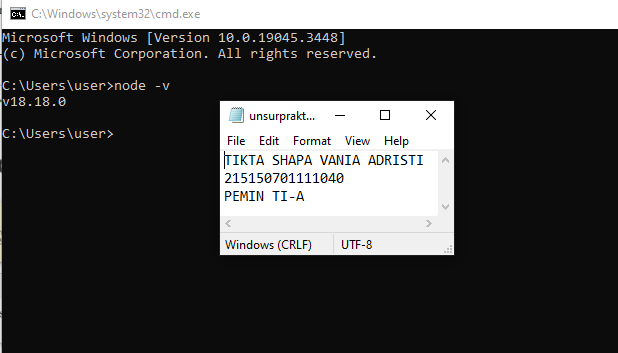 C:\Windows\system32\cmd.exe
Microsoft Windows [Version 10.0.19045.3448]
(c) Microsoft Corporation. All rights reserved.
C:\Users\user>node -v
v18.18.0
C:\Users\user>
unsurprakt...
File Edit Format View Help
TIKTA SHAPA VANIA ADRISTI
215150701111040
PEMIN TI-A
Windows (CRLF) UTF-8